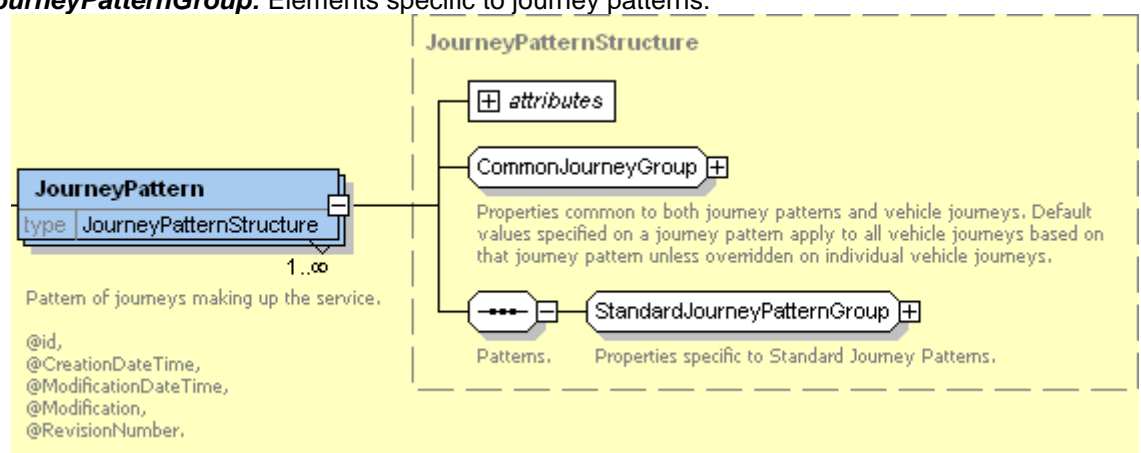 ourneyPatternGroup. Elements specific to journey patterns.
JourneyPatternStructure
attributes
CommonJourneyGroup
Properties common to both journey patterns and vehicle journeys. Default
values specified on a journey pattern apply to all vehicle journeys based on
that journey pattern unless overridden on individual vehicle journeys.
JourneyPattern
type JourneyPatternStructure
1..∞
Pattern of journeys making up the service.
@id,
@CreationDateTime,
@ModificationDateTime,
@Modification,
@RevisionNumber.
StandardJourneyPatternGroup
Patterns.
Properties specific to Standard Journey Patterns.